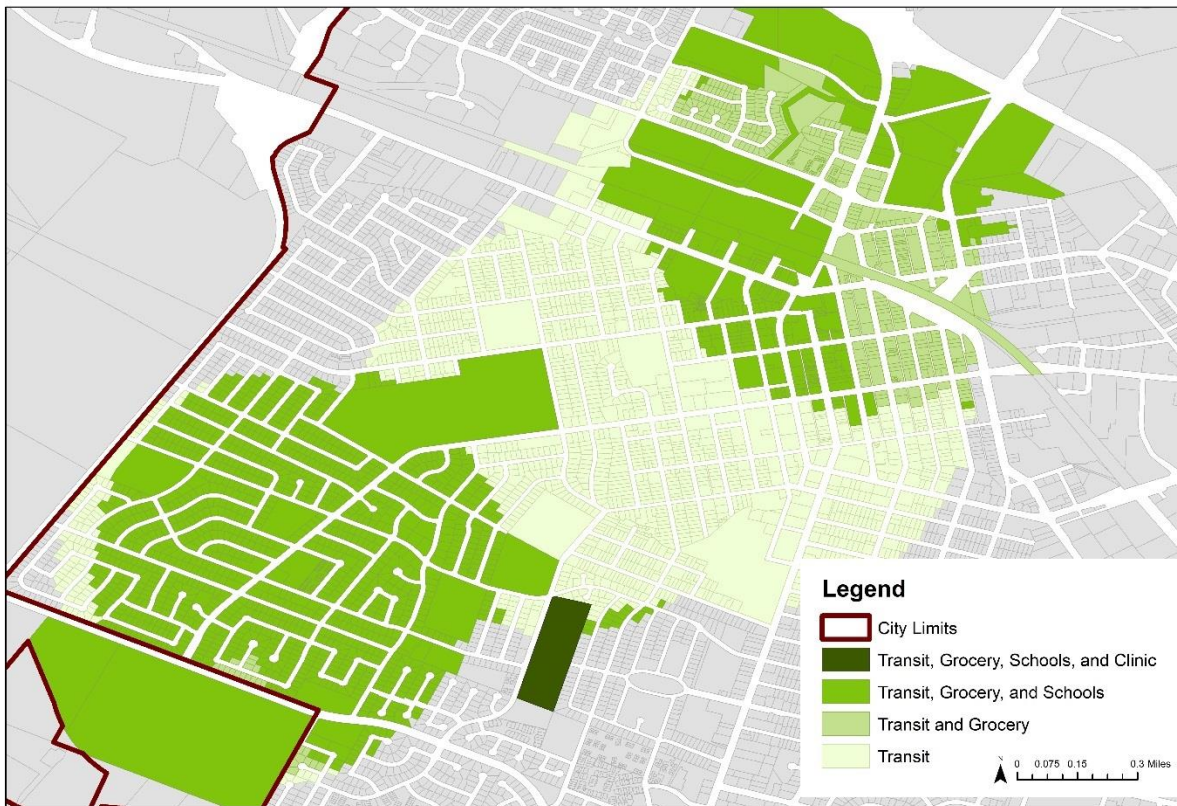 Legend
City Limits
Transit, Grocery, Schools, and Clinic
Transit, Grocery, and Schools
Transit and Grocery
Transit
N
0 0.075 0.15 0.3 Miles